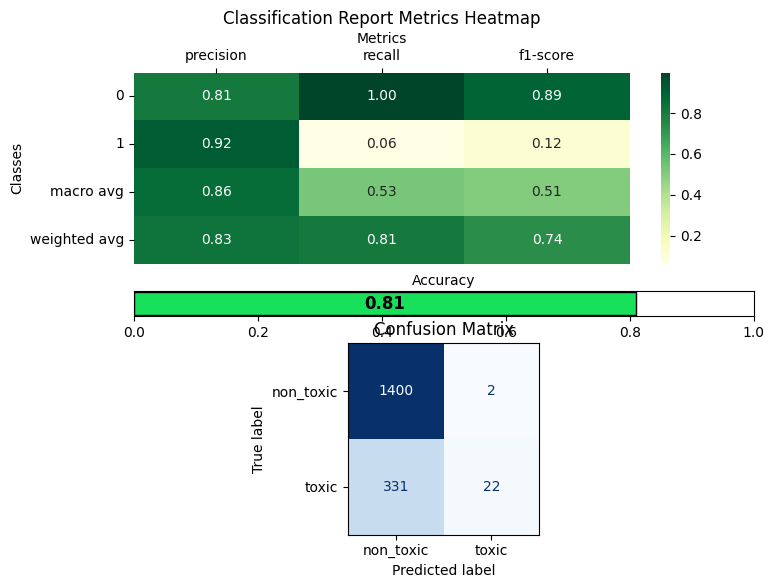 Classification Report Metrics Heatmap
Metrics
precision recall f1-score
0 0.81 1.00 0.89
1 0.92 0.06 0.12
macro avg 0.86 0.53 0.51
weighted avg 0.83 0.81 0.74
Classes
0.8
0.6
0.4
0.2
Accuracy
0.81
0.0 0.2 0.4 0.6 0.8 1.0
Confusion Matrix
non_toxic 1400 2
toxic 331 22
True label
non_toxic toxic
Predicted label